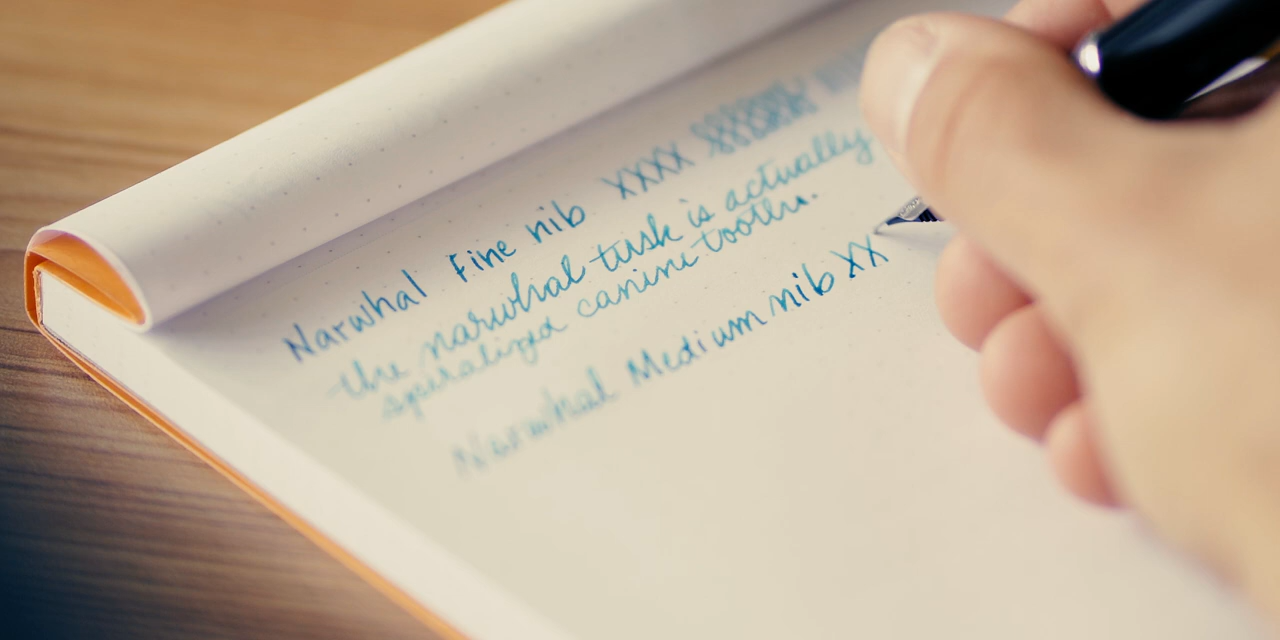 Narwhal Fine nib XXXX
the narwhal tusk is actually
spiralized canine tooth.
Narwhal Medium nib XX